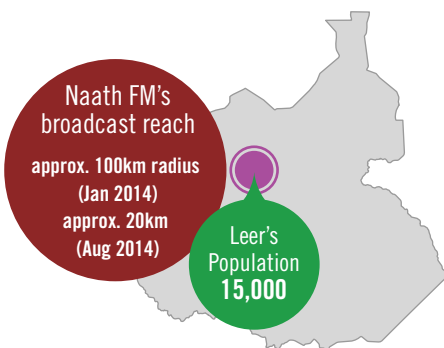 Naath FM's
broadcast reach
approx. 100km radius
(Jan 2014)
approx. 20km
(Aug 2014)
Leer's
Population
15,000